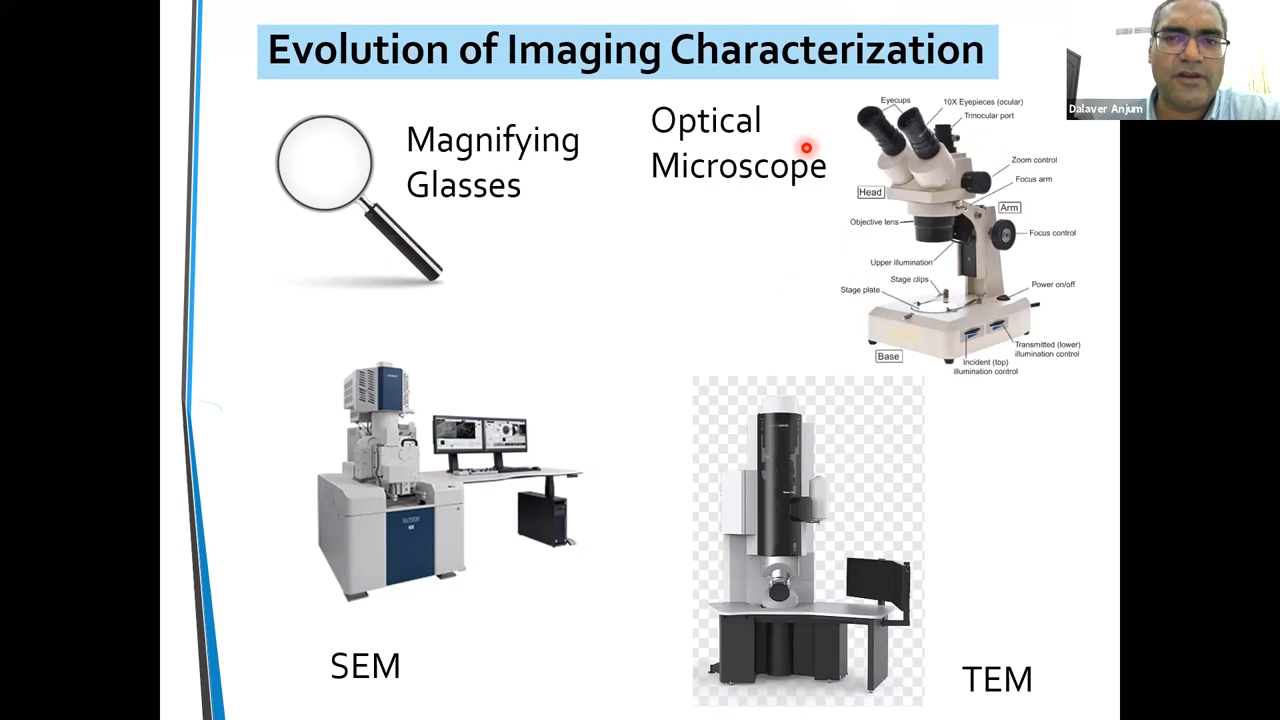 Evolution of Imaging Characterization
Dalaver Anjum
Magnifying
Glasses
Optical
Microscope
Eyecups
10X Eyepieces (ocular)
Trinocular port
Zoom control
Focus arm
Head
Arm
Objective lens
Focus control
Upper illumination
Stage clips
Stage plate
Power on/off
Transmitted (lower)
illumination control
Base
Incident (top)
illumination control
SEM
TEM